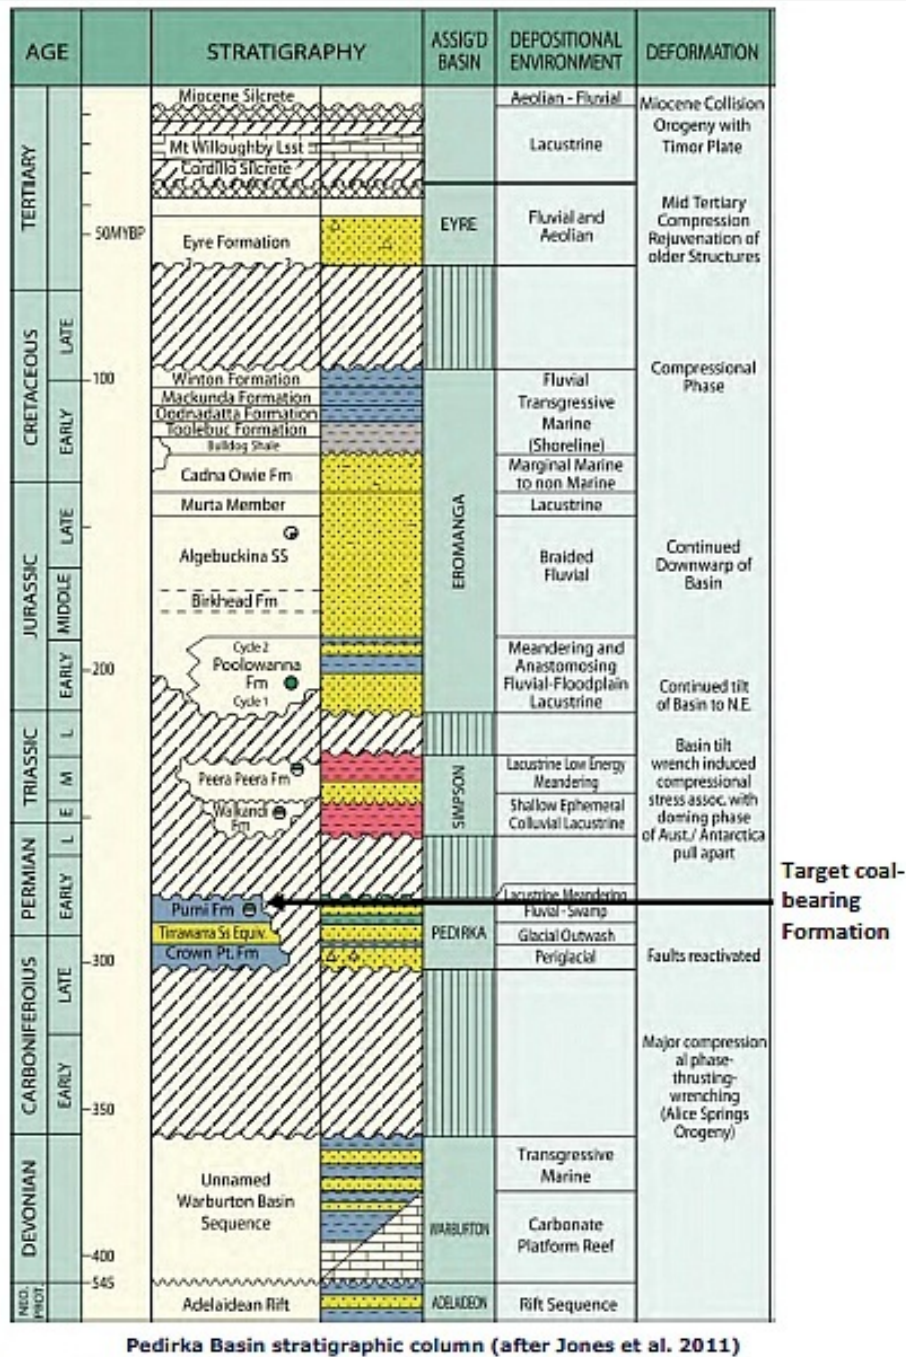 AGE
STRATIGRAPHY
ASSIG'D
BASIN
DEPOSITIONAL
ENVIRONMENT
DEFORMATION
TERTIARY
CRETACEOUS
LATE
EARLY
JURASSIC
LATE
MIDDLE
EARLY
TRIASSIC
L
M
E
PERMIAN
L
EARLY
CARBONIFEROIUS
LATE
EARLY
DEVONIAN
NEO.
PROT.
50MYBP
100
200
300
350
400
545
Miocene Silcrete
Mt Willoughby Lsst
Cordillo Silcrete
Eyre Formation
? ?
Winton Formation
Mackunda Formation
Oodnadatta Formation
Toolebuc Formation
Bulldog Shale
Cadna Owie Fm
Murta Member
Algebuckina SS
Birkhead Fm
Cycle 2
Poolowanna
Fm
Cycle 1
Peera Peera Fm
Walkandi
Fm
Purni Fm
Tirrawarra Ss Equiv.
Crown Pt. Fm
Unnamed
Warburton Basin
Sequence
Adelaidean Rift
EYRE
EROMANGA
SIMPSON
PEDIRKA
WARBURTON
ADELAIDEON
Aeolian - Fluvial
Lacustrine
Fluvial and
Aeolian
Fluvial
Transgressive
Marine
(Shoreline)
Marginal Marine
to non Marine
Lacustrine
Braided
Fluvial
Meandering and
Anastomosing
Fluvial-Floodplain
Lacustrine
Lacustrine Low Energy
Meandering
Shallow Ephemeral
Colluvial Lacustrine
Lacustrine Meandering
Fluvial - Swamp
Glacial Outwash
Periglacial
Transgressive
Marine
Carbonate
Platform Reef
Rift Sequence
Miocene Collision
Orogeny with
Timor Plate
Mid Tertiary
Compression
Rejuvenation of
older Structures
Compressional
Phase
Continued
Downwarp of
Basin
Continued tilt
of Basin to N.E.
Basin tilt
wrench induced
compressional
stress assoc. with
doming phase
of Aust./ Antarctica
pull apart
Faults reactivated
Major compression
al phase-
thrusting-
wrenching
(Alice Springs
Orogeny)
Target coal-
bearing
Formation
Pedirka Basin stratigraphic column (after Jones et al. 2011)